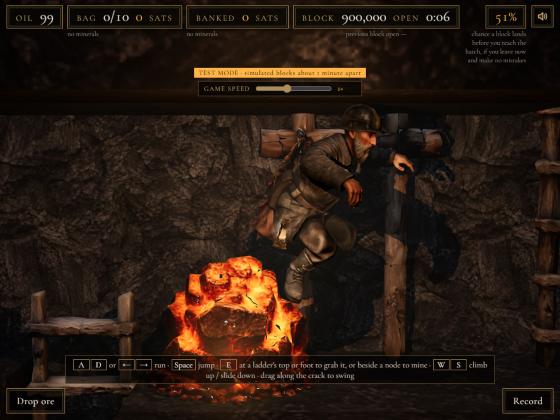 OIL 99
BAG 0/10 0 SATS
BANKED 0 SATS
BLOCK 900,000 OPEN 0:06
51%
no minerals
no minerals
previous block open —
chance a block lands
before you reach the
hatch, if you leave now
and make no mistakes
TEST MODE · simulated blocks about 1 minute apart
GAME SPEED
A D or ← → run · Space jump · E at a ladder's top or foot to grab it, or beside a node to mine · W S climb
up / slide down · drag along the crack to swing
Drop ore
Record